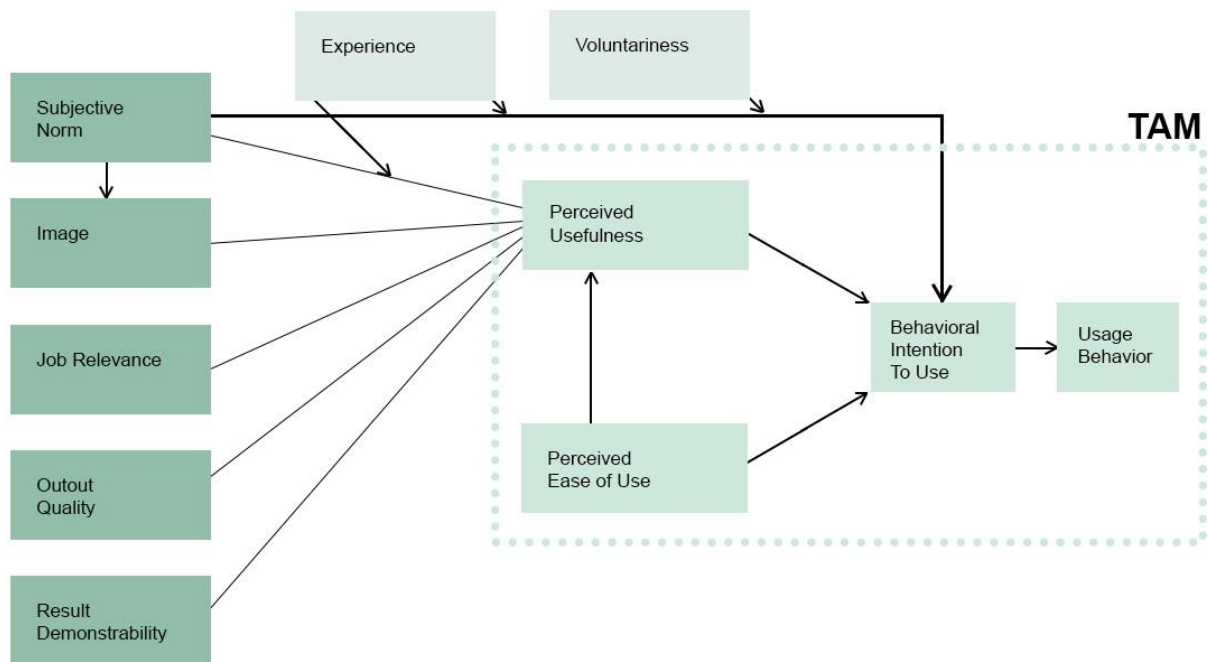 Experience
Voluntariness
Subjective
Norm
TAM
Image
Perceived
Usefulness
Job Relevance
Behavioral
Intention
To Use
Usage
Behavior
Outout
Quality
Perceived
Ease of Use
Result
Demonstrability